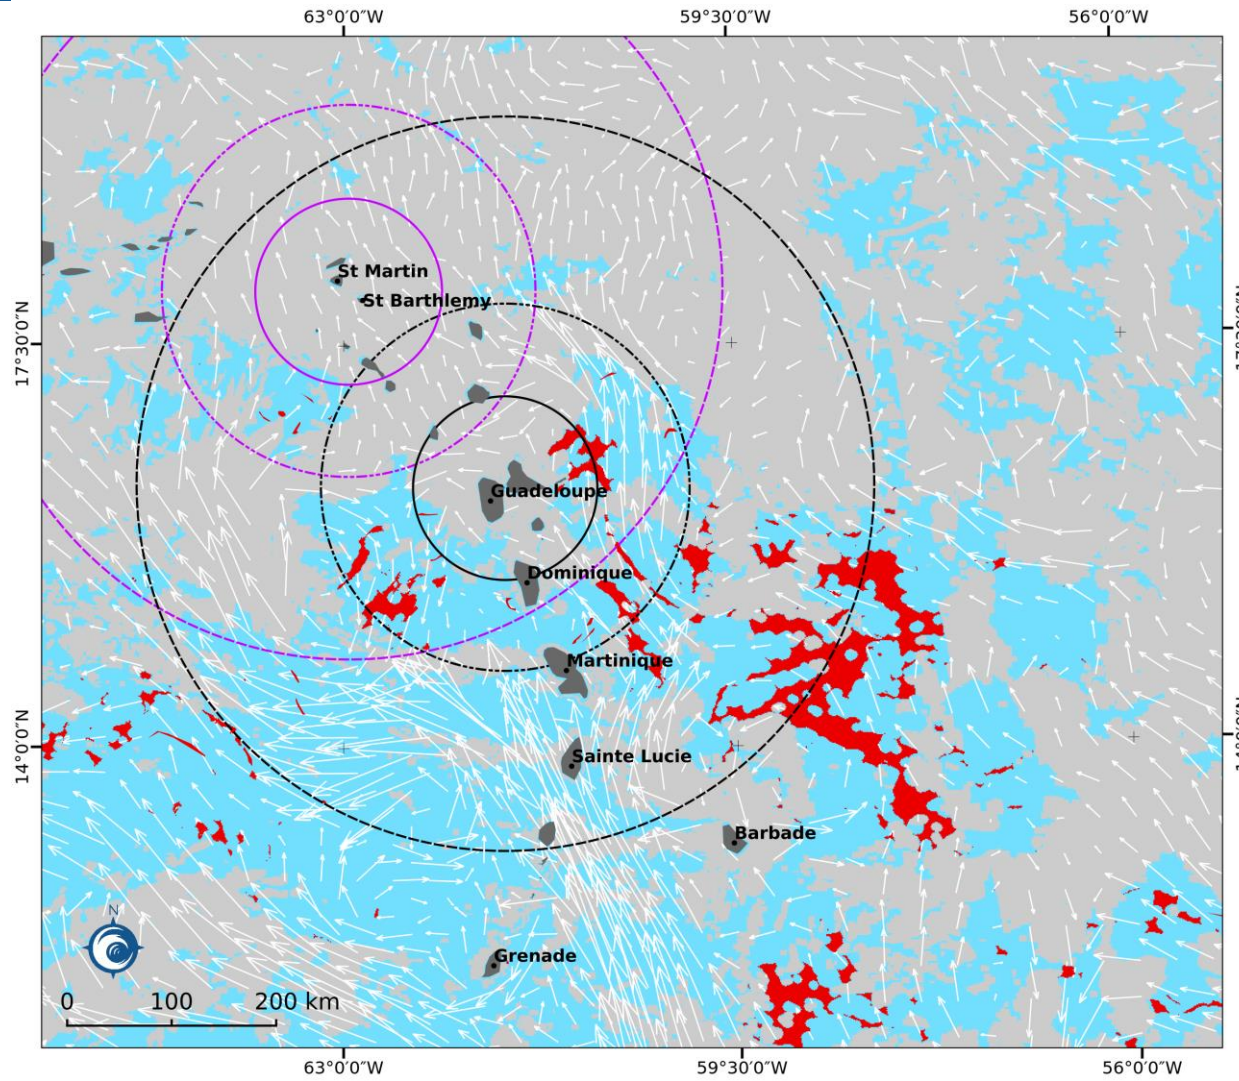 63°0′0″W 59°30′0″W 56°0′0″W
St Martin
St Barthlemy
17°30′0″N
Guadeloupe
Dominique
Martinique
14°0′0″N
Sainte Lucie
Barbade
N
Grenade
0 100 200 km
63°0′0″W 59°30′0″W 56°0′0″W